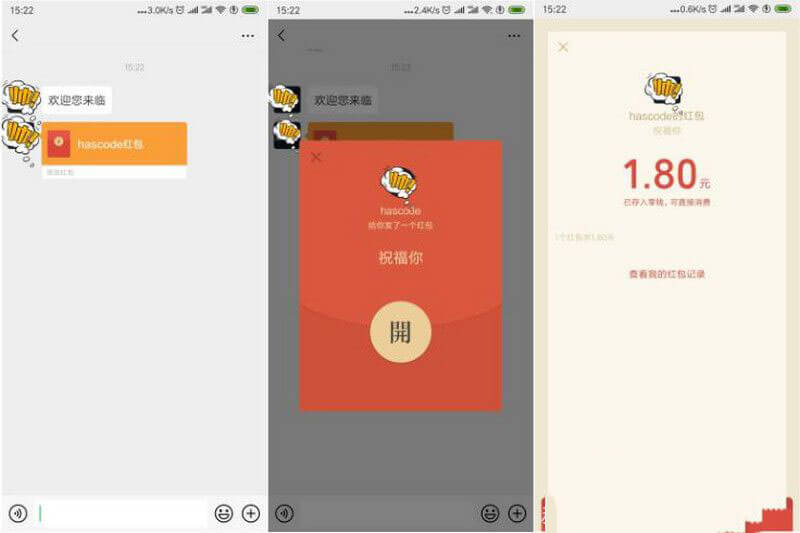 15:22
...3.0K/s
15:22
欢迎您来临
hascode红包
微信红包
15:22
...2.4K/s
15:22
欢迎您来临
hascode
给你发了一个红包
祝福你
開
15:22
...0.6K/s
hascode的红包
祝福你
1.80元
已存入零钱，可直接消费
1个红包共1.80元
查看我的红包记录